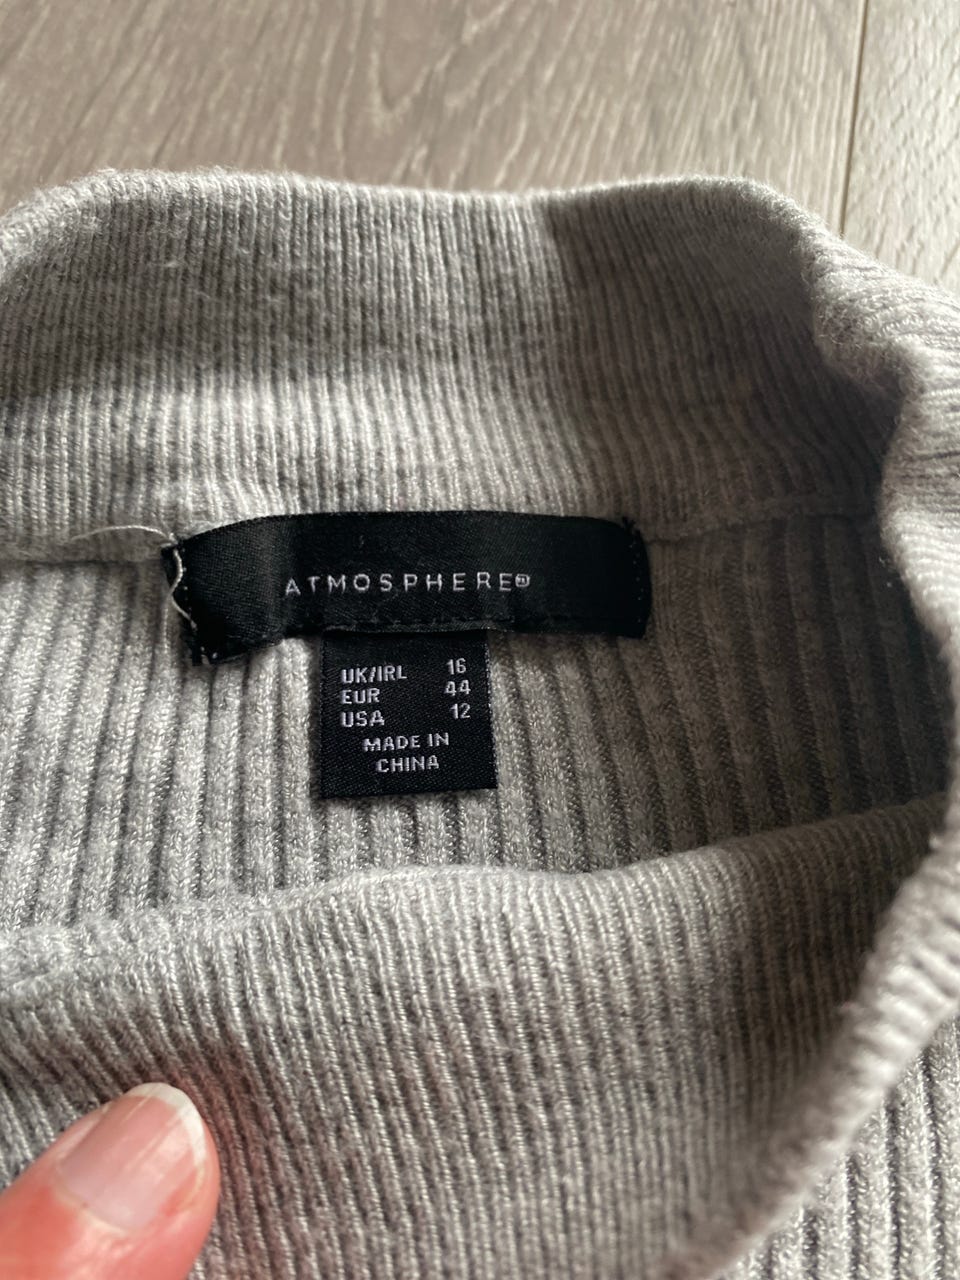 ATMOSPHERE®
UK/IRL 16
EUR 44
USA 12
MADE IN
CHINA